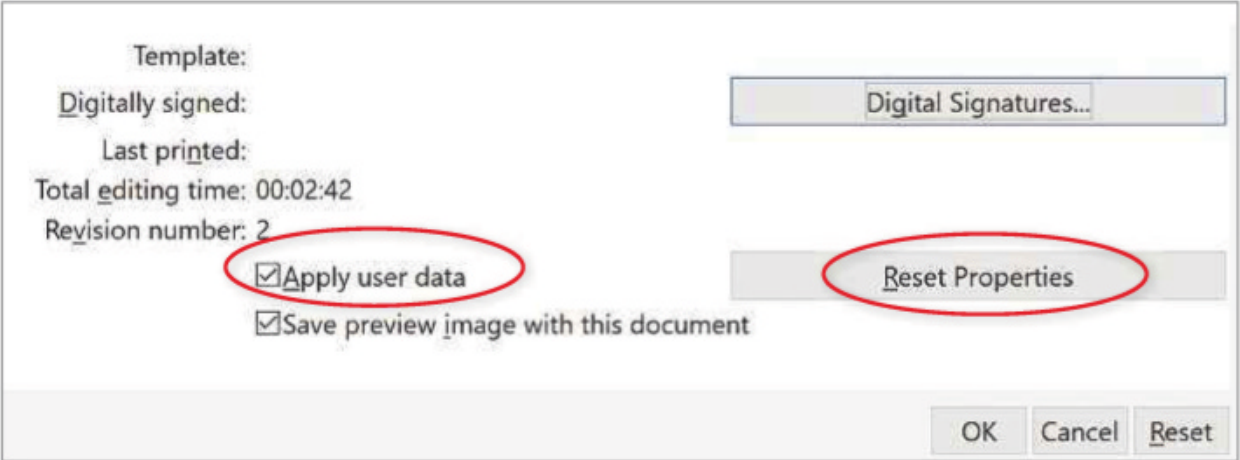 Template:
Digitally signed:
Digital Signatures...
Last printed:
Total editing time: 00:02:42
Revision number: 2
Apply user data
Reset Properties
Save preview image with this document
OK Cancel Reset